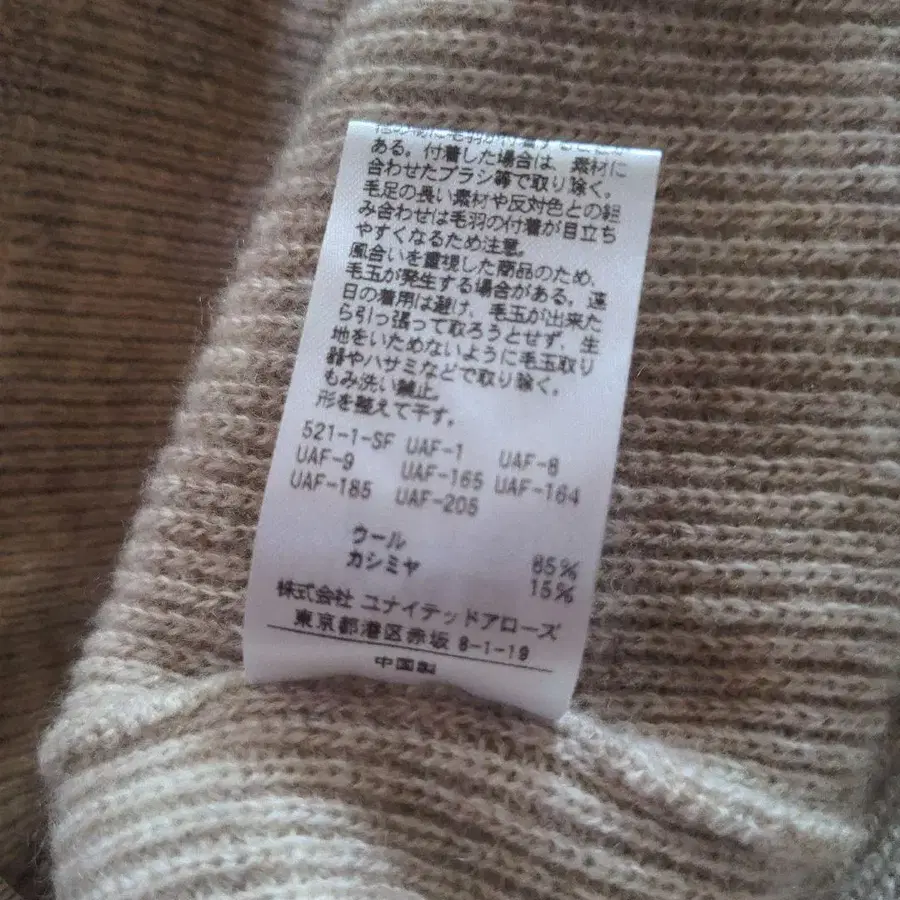 ある。付着した場合は、素材に
合わせたブラシ等で取り除く。
毛足の長い素材や反対色との組
み合わせは毛羽の付着が目立ち
やすくなるため注意。
風合いを重視した商品のため、
毛玉が発生する場合がある。連
日の着用は避け、毛玉が出来た
ら引っ張って取ろうとせず、生
地をいためないように毛玉取り
器やハサミなどで取り除く。
もみ洗い禁止。
形を整えて干す。
521-1-SF UAF-1 UAF-8
UAF-9 UAF-165 UAF-164
UAF-185 UAF-205
ウール 85%
カシミヤ 15%
株式会社 ユナイテッドアローズ
東京都港区赤坂 8-1-19
中国製